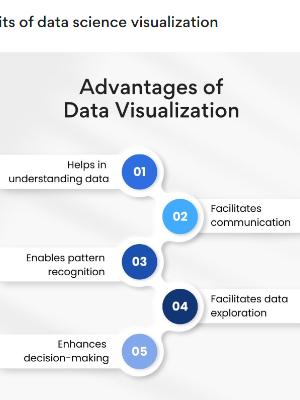 its of data science visualization
Advantages of
Data Visualization
Helps in
understanding data
01
02
Facilitates
communication
Enables pattern
recognition
03
04
Facilitates data
exploration
Enhances
decision-making
05